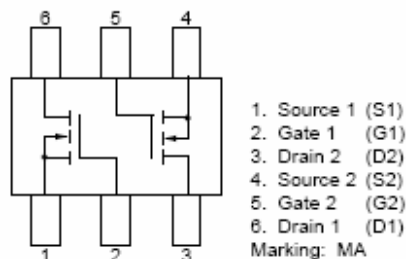 6 5 4
1. Source 1 (S1)
2. Gate 1 (G1)
3. Drain 2 (D2)
4. Source 2 (S2)
5. Gate 2 (G2)
6. Drain 1 (D1)
Marking: MA
1 2 3